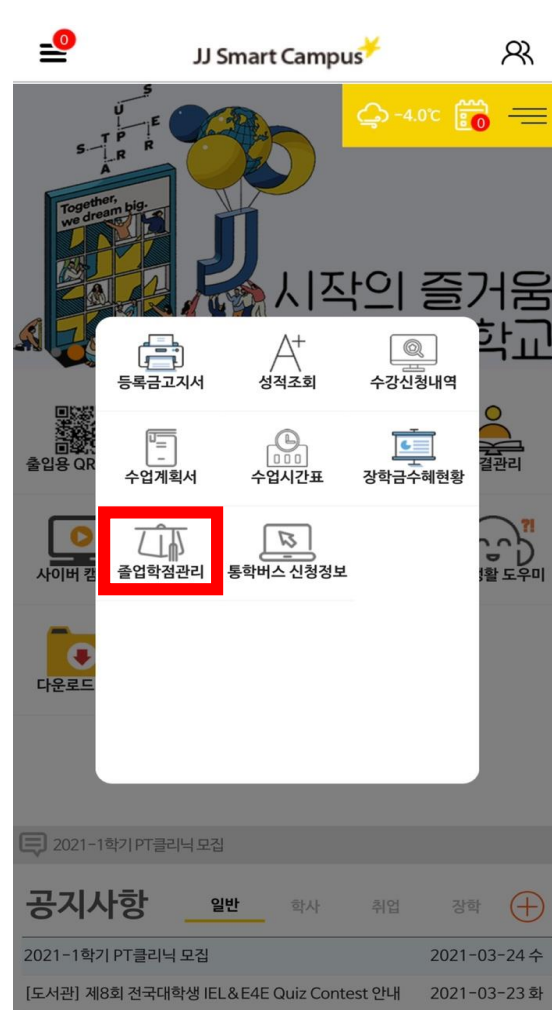 0
JJ Smart Campus
-4.0℃
0
START
UP
SPERR
Together,
we dream big.
시작의 즐거움
학교
등록금고지서
성적조회
수강신청내역
출입용 QR
수업계획서
수업시간표
장학금수혜현황
결관리
사이버 캠
졸업학점관리
통학버스 신청정보
활 도우미
다운로드
2021-1학기 PT클리닉 모집
공지사항
일반
학사
취업
장학
2021-1학기 PT클리닉 모집
2021-03-24 수
[도서관] 제8회 전국대학생 IEL&E4E Quiz Contest 안내
2021-03-23 화